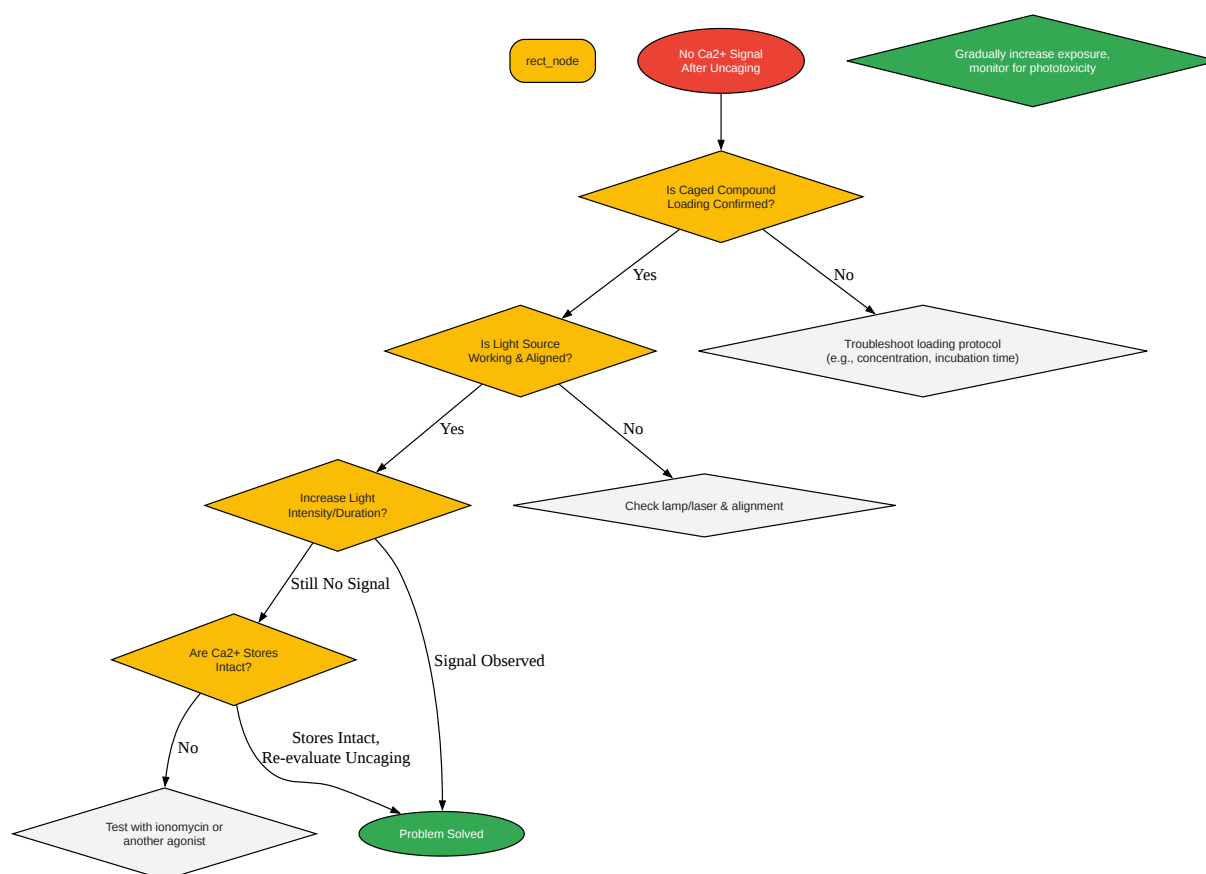 rect_node
No Ca2+ Signal
After Uncaging
Gradually increase exposure,
monitor for phototoxicity
Is Caged Compound
Loading Confirmed?
Yes
No
Is Light Source
Working & Aligned?
Troubleshoot loading protocol
(e.g., concentration, incubation time)
Yes
No
Increase Light
Intensity/Duration?
Check lamp/laser & alignment
Still No Signal
Are Ca2+ Stores
Intact?
Signal Observed
No
Stores Intact,
Re-evaluate Uncaging
Test with ionomycin or
another agonist
Problem Solved